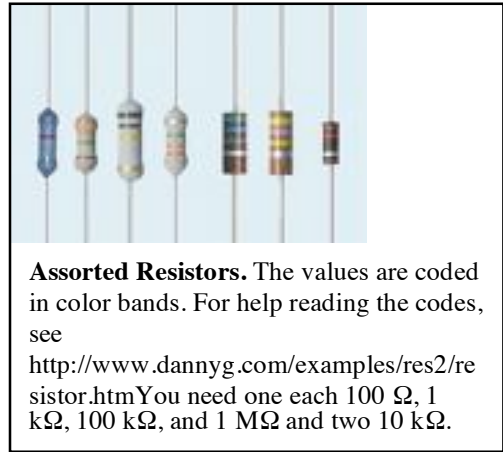 Assorted Resistors. The values are coded
in color bands. For help reading the codes,
see
http://www.dannyg.com/examples/res2/re
sistor.htmYou need one each 100 Ω, 1
kΩ, 100 kΩ, and 1 MΩ and two 10 kΩ.